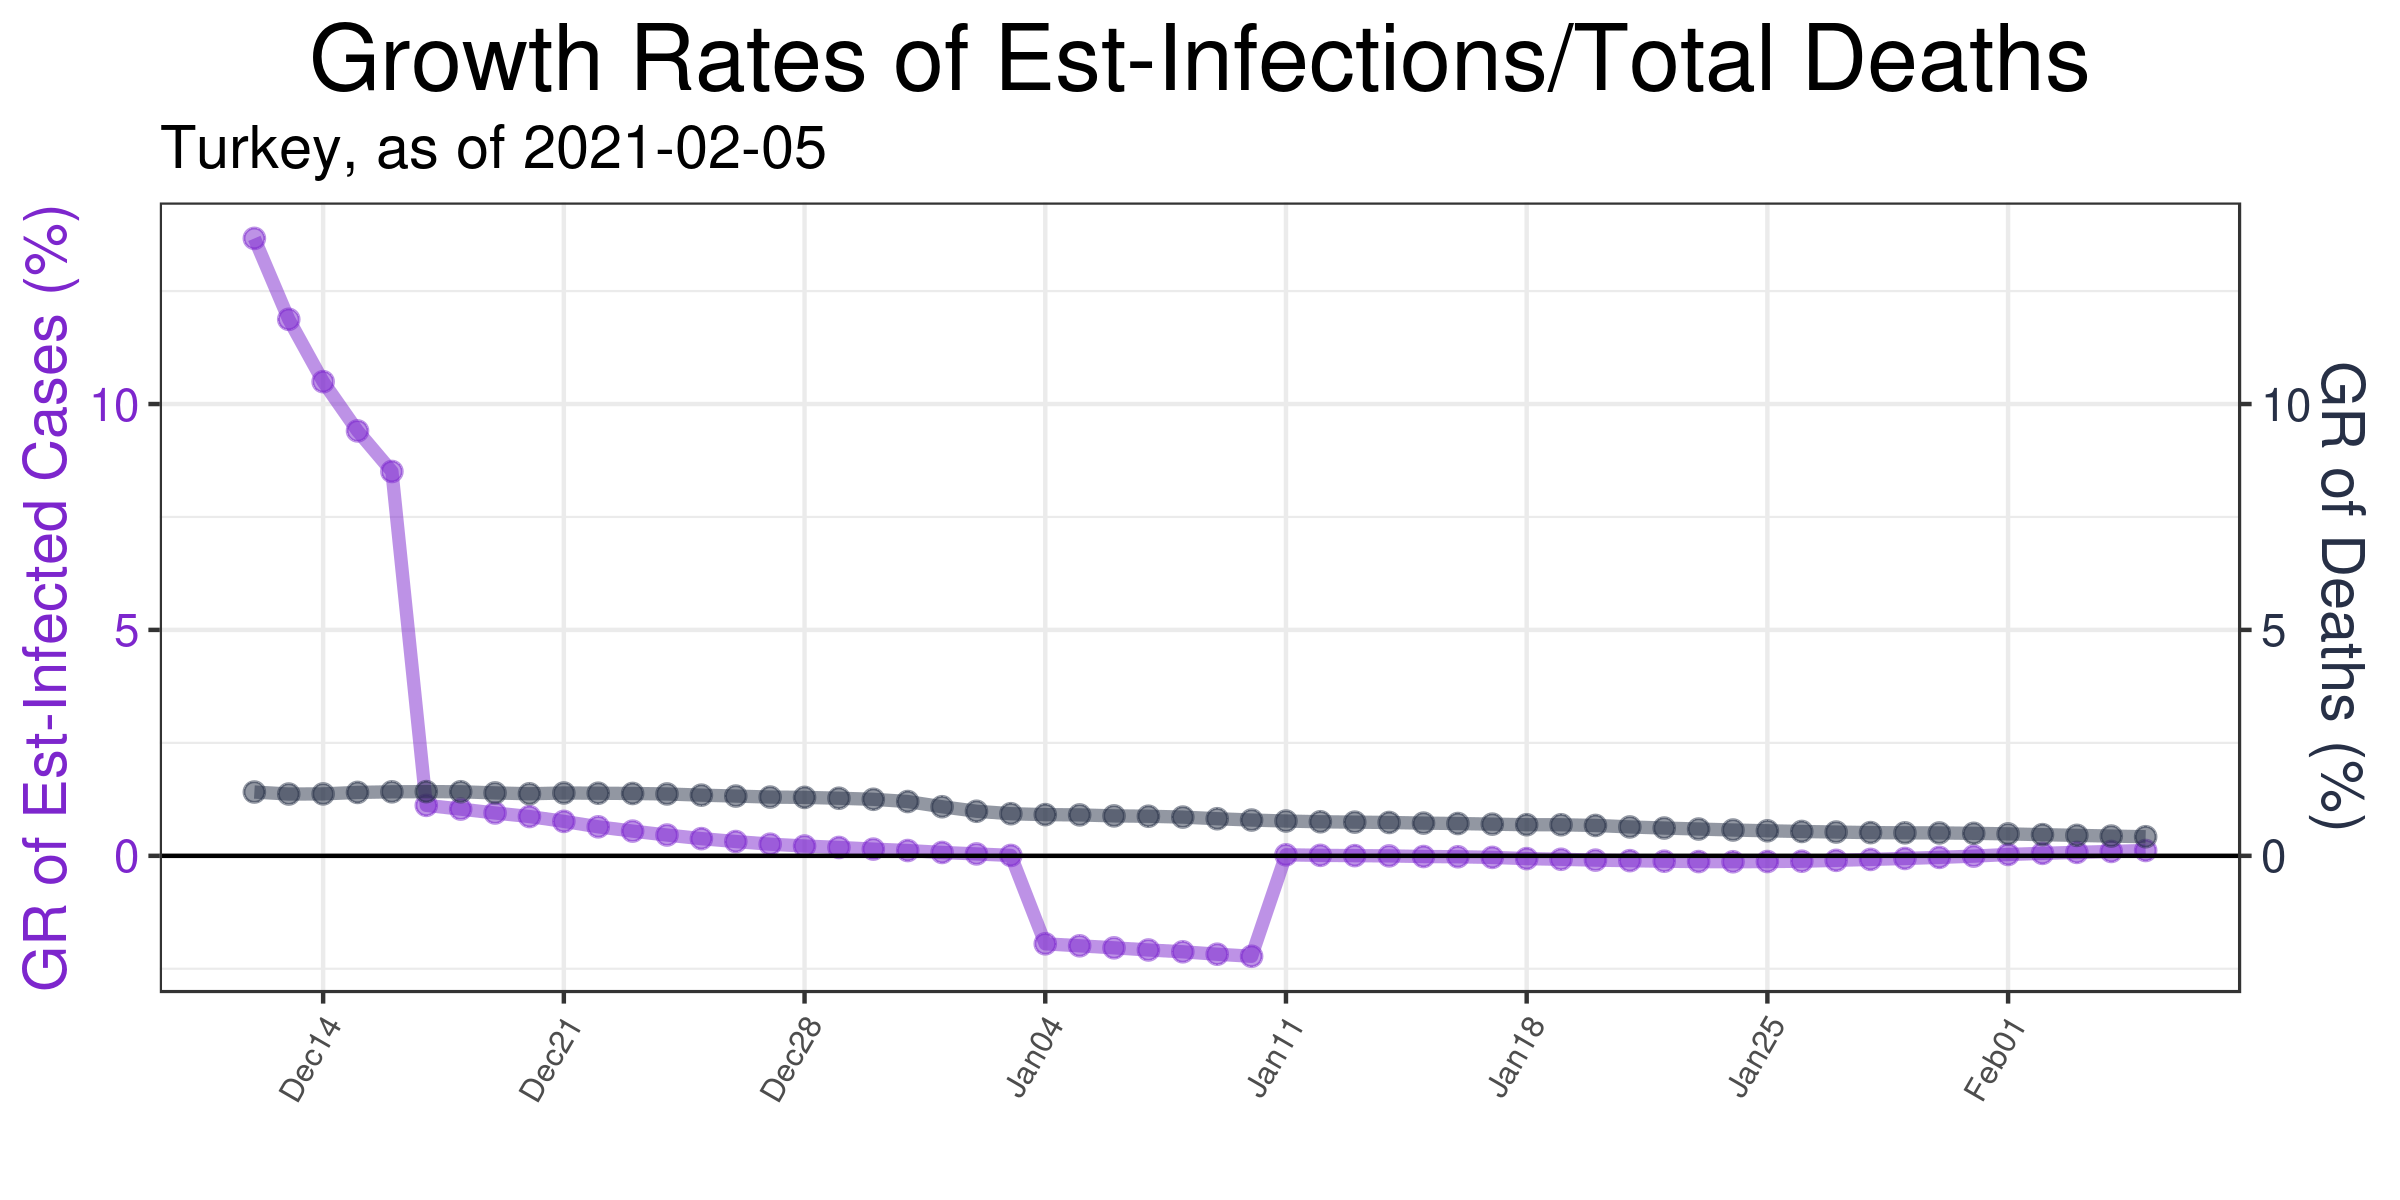 Growth Rates of Est-Infections/Total Deaths
Turkey, as of 2021-02-05
GR of Est-Infected Cases (%)
10
5
0
10
5
0
GR of Deaths (%)
Dec14
Dec21
Dec28
Jan04
Jan11
Jan18
Jan25
Feb01